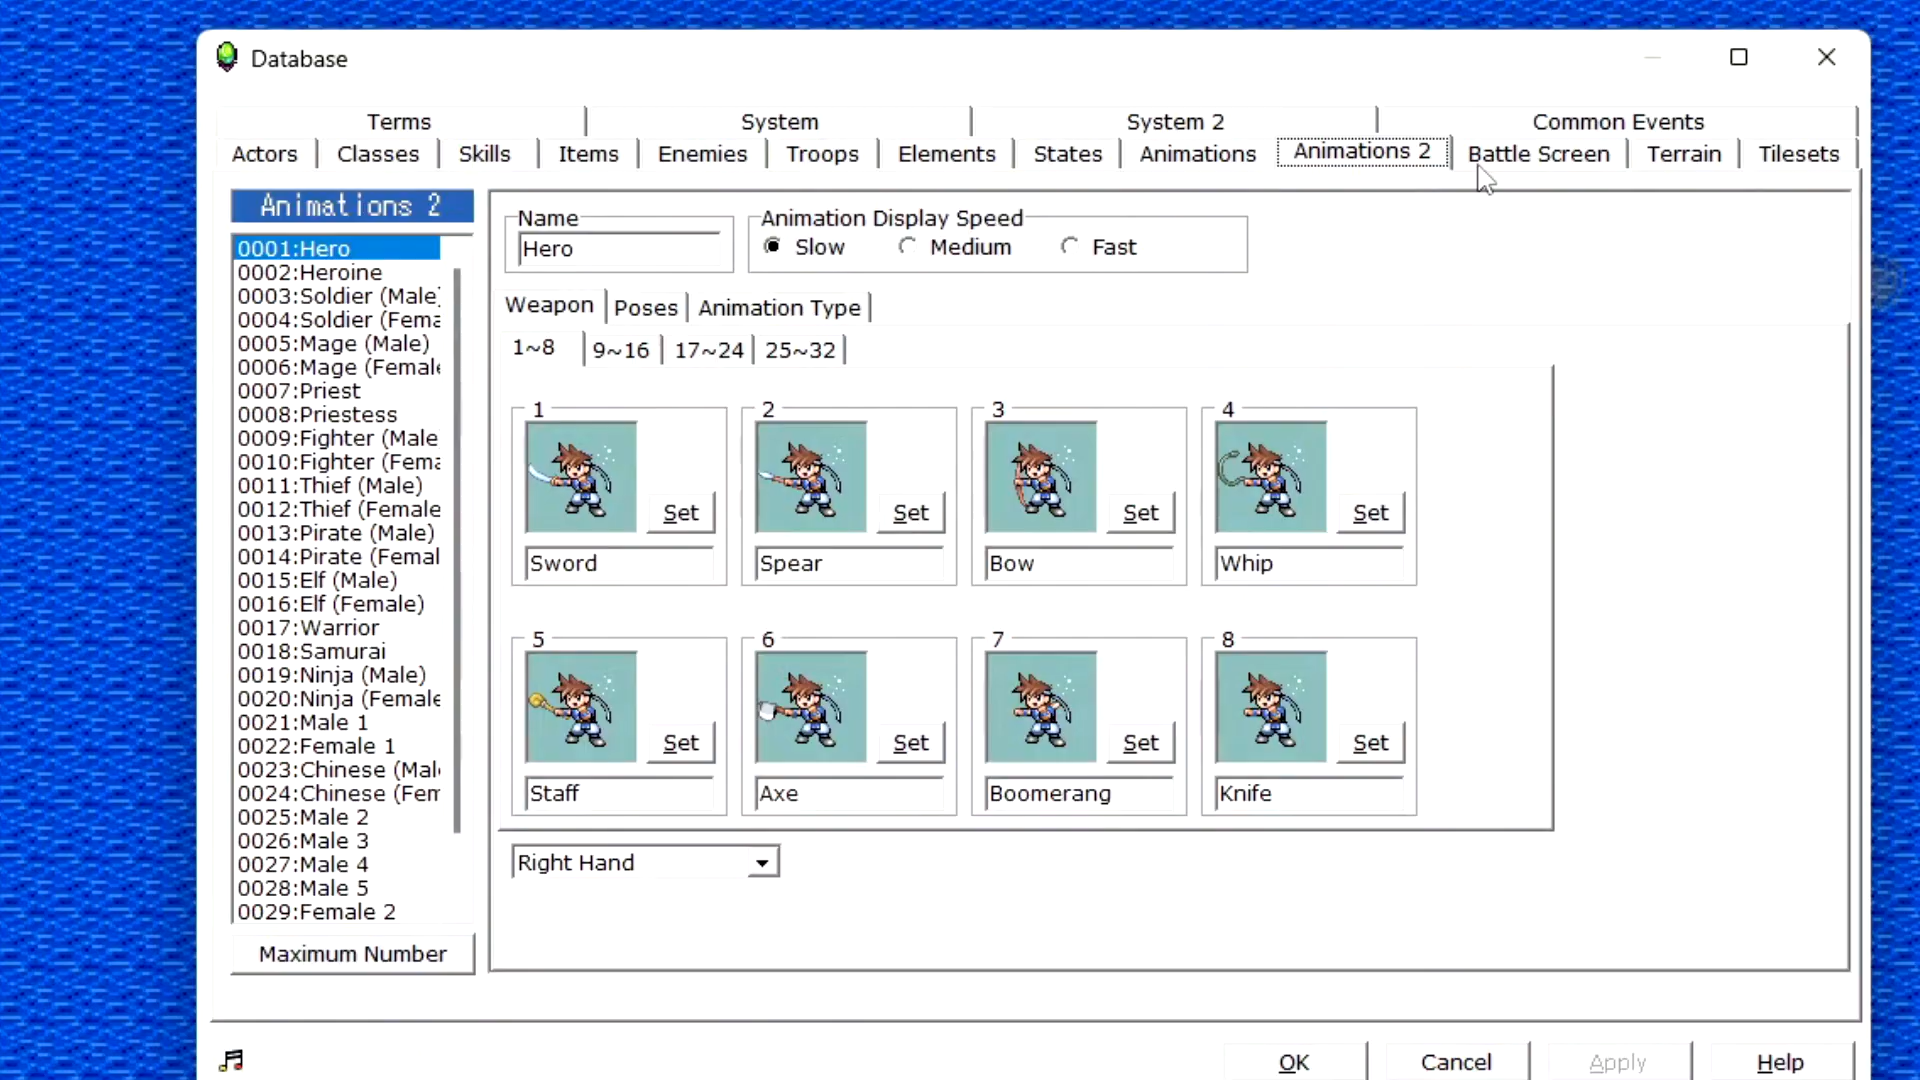 Database
Terms System System 2 Common Events
Actors Classes Skills Items Enemies Troops Elements States Animations Animations 2 Battle Screen Terrain Tilesets
Animations 2
0001:Hero
0002:Heroine
0003:Soldier (Male)
0004:Soldier (Fema
0005:Mage (Male)
0006:Mage (Female
0007:Priest
0008:Priestess
0009:Fighter (Male
0010:Fighter (Fema
0011:Thief (Male)
0012:Thief (Female
0013:Pirate (Male)
0014:Pirate (Femal
0015:Elf (Male)
0016:Elf (Female)
0017:Warrior
0018:Samurai
0019:Ninja (Male)
0020:Ninja (Female
0021:Male 1
0022:Female 1
0023:Chinese (Male
0024:Chinese (Fem
0025:Male 2
0026:Male 3
0027:Male 4
0028:Male 5
0029:Female 2
Maximum Number
Name
Hero
Animation Display Speed
Slow Medium Fast
Weapon Poses Animation Type
1~8 9~16 17~24 25~32
1 2 3 4
Set Set Set Set
Sword Spear Bow Whip
5 6 7 8
Set Set Set Set
Staff Axe Boomerang Knife
Right Hand
OK Cancel Apply Help